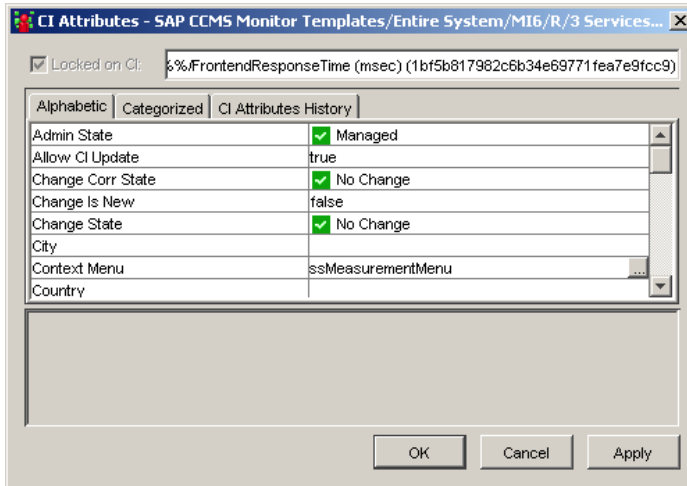 CI Attributes - SAP CCMS Monitor Templates/Entire System/MI6/R/3 Services...
Locked on CI: %%/FrontendResponseTime (msec) (1bf5b817982c6b34e69771fea7e9fcc9)
Alphabetic Categorized CI Attributes History
Admin State Managed
Allow CI Update true
Change Corr State No Change
Change Is New false
Change State No Change
City
Context Menu ssMeasurementMenu ...
Country
OK Cancel Apply